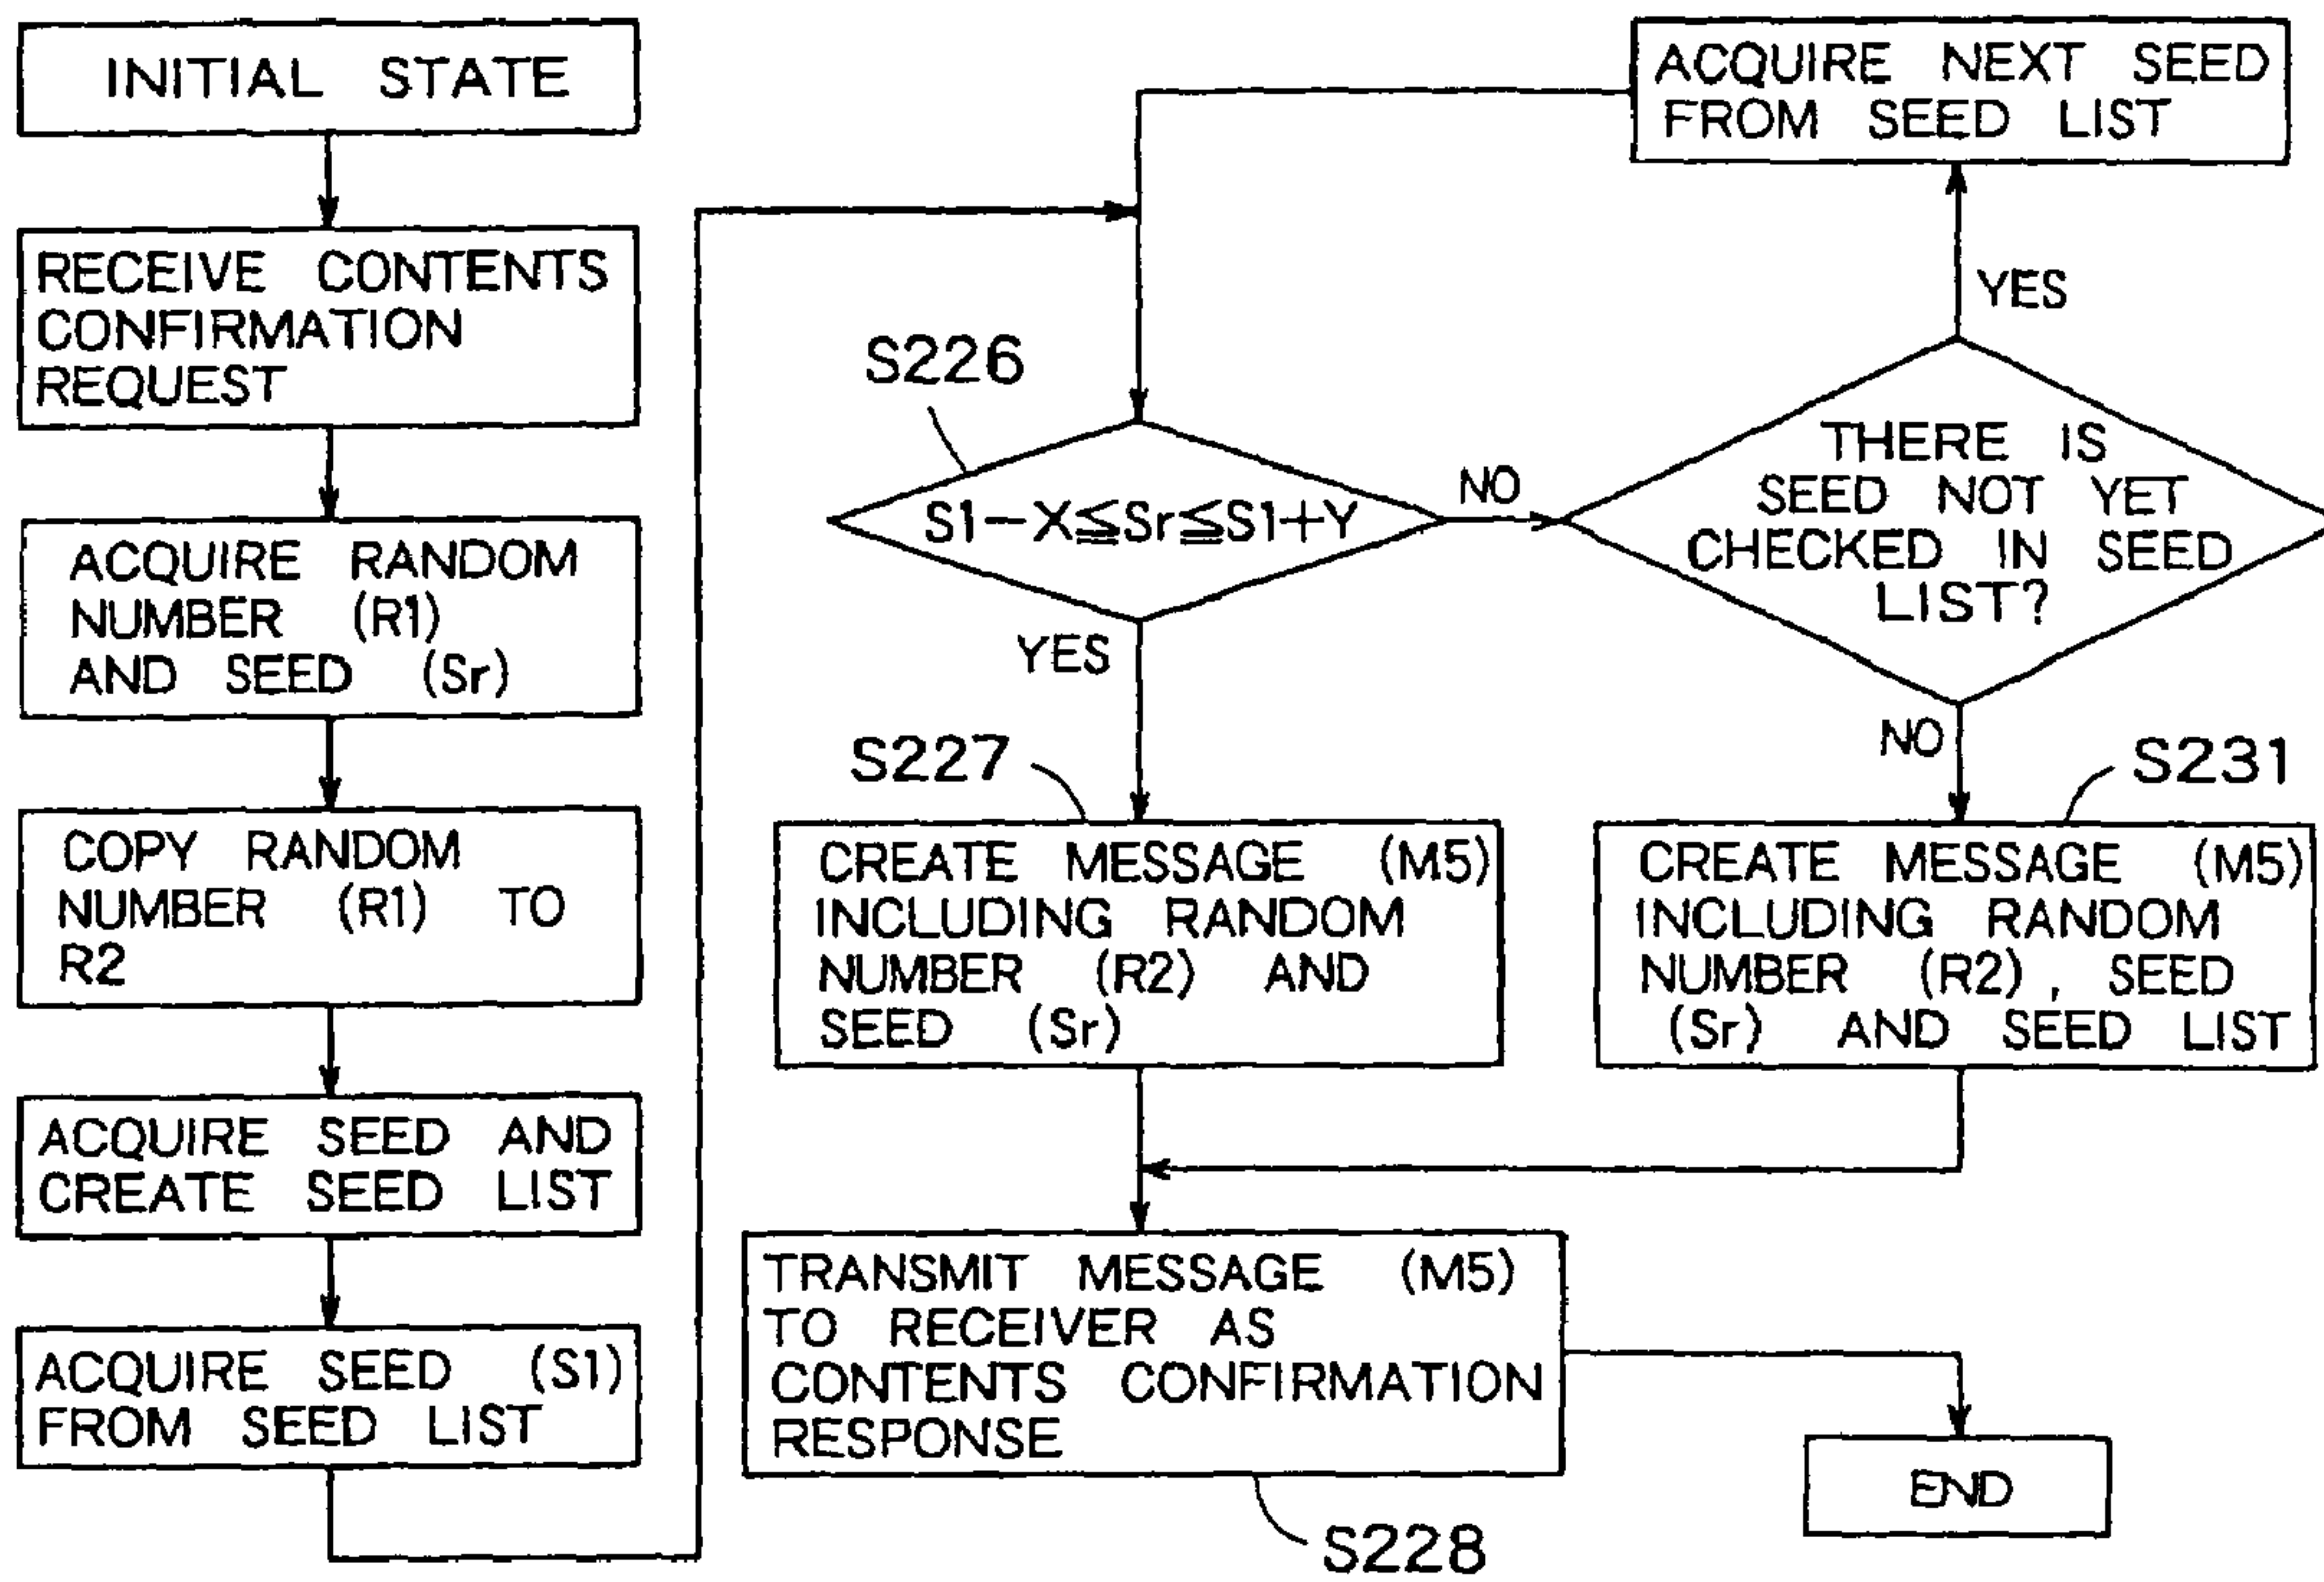 INITIAL STATE
RECEIVE CONTENTS
CONFIRMATION
REQUEST
ACQUIRE RANDOM
NUMBER (R1)
AND SEED (Sr)
COPY RANDOM
NUMBER (R1) TO
R2
ACQUIRE SEED AND
CREATE SEED LIST
ACQUIRE SEED (S1)
FROM SEED LIST
ACQUIRE NEXT SEED
FROM SEED LIST
YES
S226
S1−X≦Sr≦S1+Y
NO
THERE IS
SEED NOT YET
CHECKED IN SEED
LIST?
YES
NO
S227
S231
CREATE MESSAGE (M5)
INCLUDING RANDOM
NUMBER (R2) AND
SEED (Sr)
CREATE MESSAGE (M5)
INCLUDING RANDOM
NUMBER (R2), SEED
(Sr) AND SEED LIST
TRANSMIT MESSAGE (M5)
TO RECEIVER AS
CONTENTS CONFIRMATION
RESPONSE
S228
END